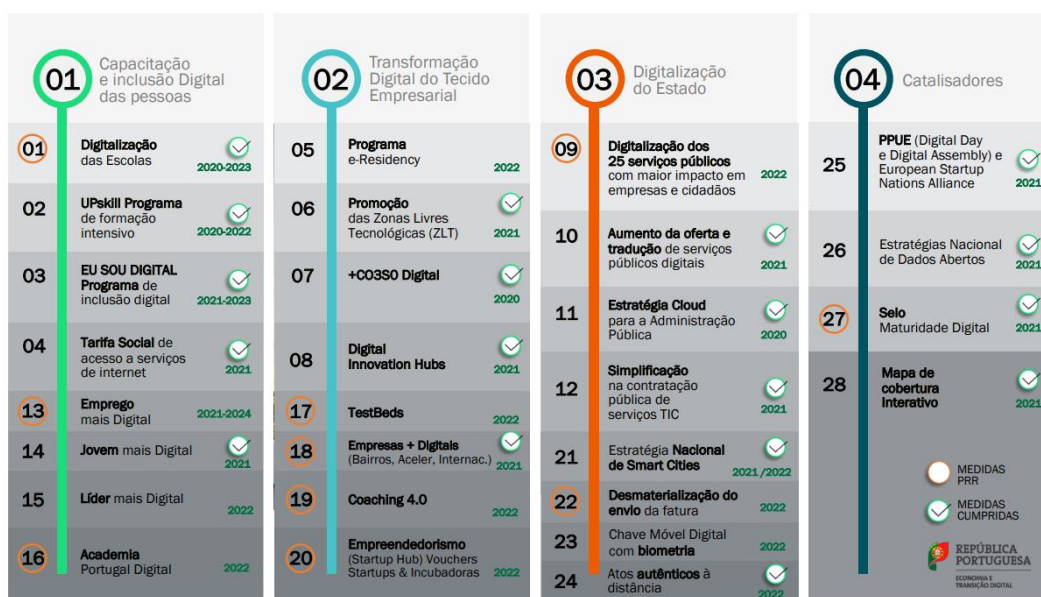 01
Capacitação
e inclusão Digital
das pessoas
01
Digitalização
das Escolas
2020-2023
02
UPskill Programa
de formação
intensivo
2020-2022
03
EU SOU DIGITAL
Programa de
inclusão digital
2021-2023
04
Tarifa Social de
acesso a serviços
de internet
2021
13
Emprego
mais Digital
2021-2024
14
Jovem mais Digital
2021
15
Líder mais Digital
2022
16
Academia
Portugal Digital
2022
02
Transformação
Digital do Tecido
Empresarial
05
Programa
e-Residency
2022
06
Promoção
das Zonas Livres
Tecnológicas (ZLT)
2021
07
+CO3SO Digital
2020
08
Digital
Innovation Hubs
2021
17
TestBeds
2022
18
Empresas + Digitais
(Bairros, Aceler, Internac.)
2021
19
Coaching 4.0
2022
20
Empreendedorismo
(Startup Hub) Vouchers
Startups & Incubadoras
2022
03
Digitalização
do Estado
09
Digitalização dos
25 serviços públicos
com maior impacto em
empresas e cidadãos
2022
10
Aumento da oferta e
tradução de serviços
públicos digitais
2021
11
Estratégia Cloud
para a Administração
Pública
2020
12
Simplificação
na contratação
pública de
serviços TIC
2021
21
Estratégia Nacional
de Smart Cities
2021/2022
22
Desmaterialização do
envio da fatura
2022
23
Chave Móvel Digital
com biometria
2022
24
Atos autênticos à
distância
2022
04
Catalisadores
25
PPUE (Digital Day
e Digital Assembly) e
European Startup
Nations Alliance
2021
26
Estratégias Nacional
de Dados Abertos
2021
27
Selo
Maturidade Digital
2021
28
Mapa de
cobertura
Interativo
2021
MEDIDAS
PRR
MEDIDAS
CUMPRIDAS
REPÚBLICA
PORTUGUESA
ECONOMIA E
TRANSIÇÃO DIGITAL